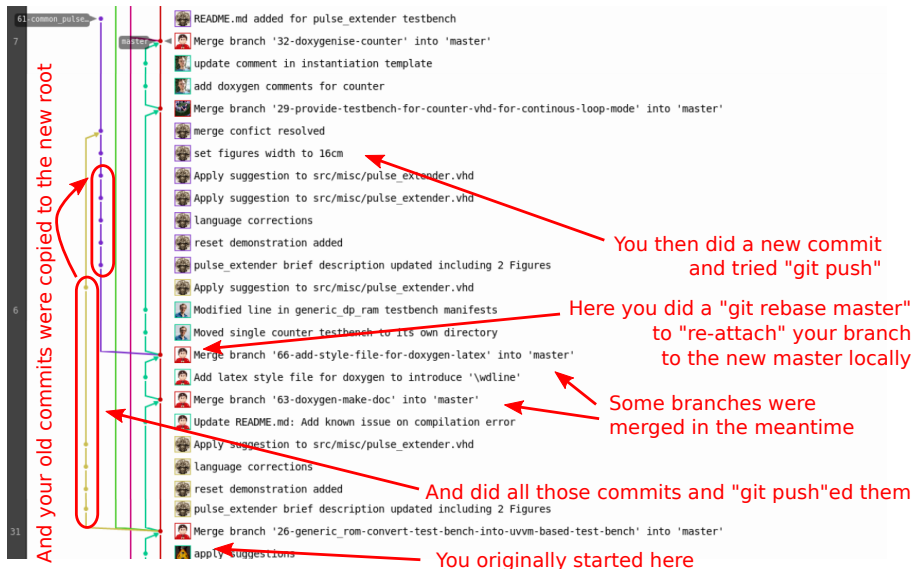 61-common_pulse…
README.md added for pulse_extender testbench
7
master
Merge branch '32-doxygenise-counter' into 'master'
update comment in instantiation template
add doxygen comments for counter
Merge branch '29-provide-testbench-for-counter-vhd-for-continous-loop-mode' into 'master'
merge confict resolved
set figures width to 16cm
Apply suggestion to src/misc/pulse_extender.vhd
Apply suggestion to src/misc/pulse_extender.vhd
language corrections
reset demonstration added
pulse_extender brief description updated including 2 Figures
Apply suggestion to src/misc/pulse_extender.vhd
6
Modified line in generic_dp_ram testbench manifests
Moved single counter testbench to its own directory
Merge branch '66-add-style-file-for-doxygen-latex' into 'master'
Add latex style file for doxygen to introduce '\wdline'
Merge branch '63-doxygen-make-doc' into 'master'
Update README.md: Add known issue on compilation error
Apply suggestion to src/misc/pulse_extender.vhd
language corrections
reset demonstration added
pulse_extender brief description updated including 2 Figures
31
Merge branch '26-generic_rom-convert-test-bench-into-uvvm-based-test-bench' into 'master'
apply suggestions
And your old commits were copied to the new root
You then did a new commit
and tried "git push"
Here you did a "git rebase master"
to "re-attach" your branch
to the new master locally
Some branches were
merged in the meantime
And did all those commits and "git push"ed them
You originally started here